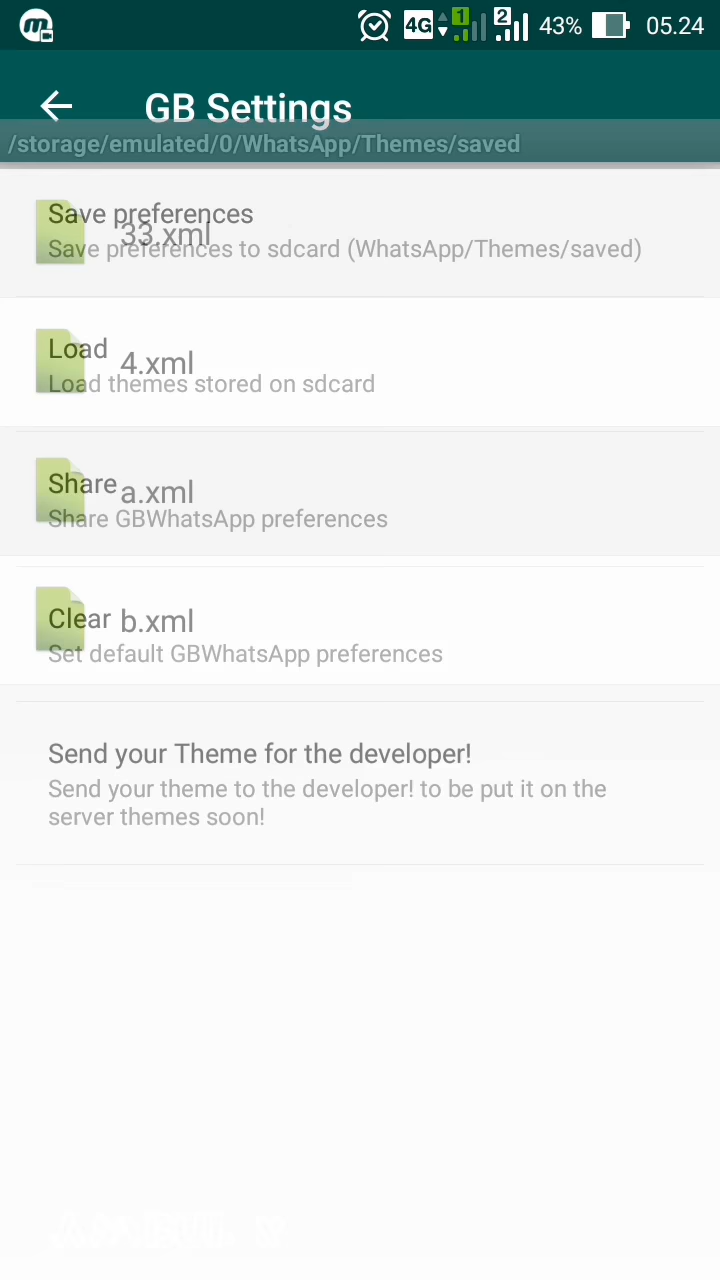 4G 1 2 43% 05.24
GB Settings
/storage/emulated/0/WhatsApp/Themes/saved
Save preferences
33.xml
Save preferences to sdcard (WhatsApp/Themes/saved)
Load
4.xml
Load themes stored on sdcard
Share
a.xml
Share GBWhatsApp preferences
Clear
b.xml
Set default GBWhatsApp preferences
Send your Theme for the developer!
Send your theme to the developer! to be put it on the
server themes soon!